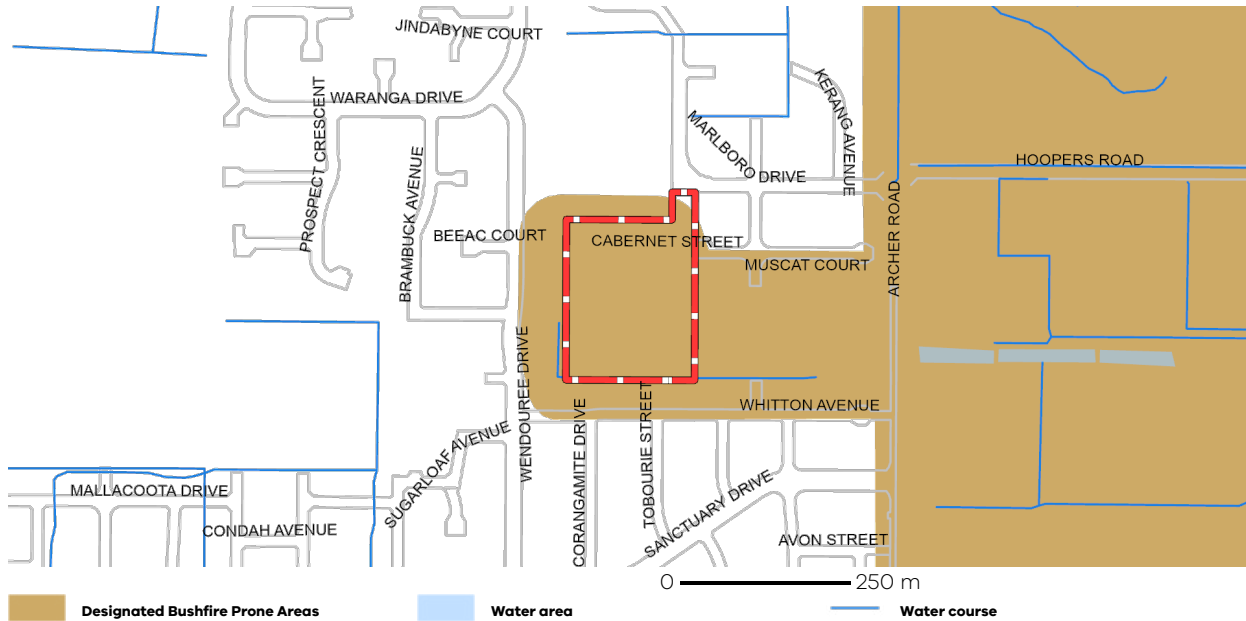 JINDABYNE COURT
WARANGA DRIVE
PROSPECT CRESCENT
BRAMBUCK AVENUE
KERANG AVENUE
MARLBORO DRIVE
HOOPERS ROAD
ARCHER ROAD
BEEAC COURT
CABERNET STREET
MUSCAT COURT
WENDOUREE DRIVE
WHITTON AVENUE
CORANGAMITE DRIVE
TOBOURIE STREET
SUGARLOAF AVENUE
SANCTUARY DRIVE
MALLACOOTA DRIVE
CONDAH AVENUE
AVON STREET
0 250 m
Designated Bushfire Prone Areas
Water area
Water course